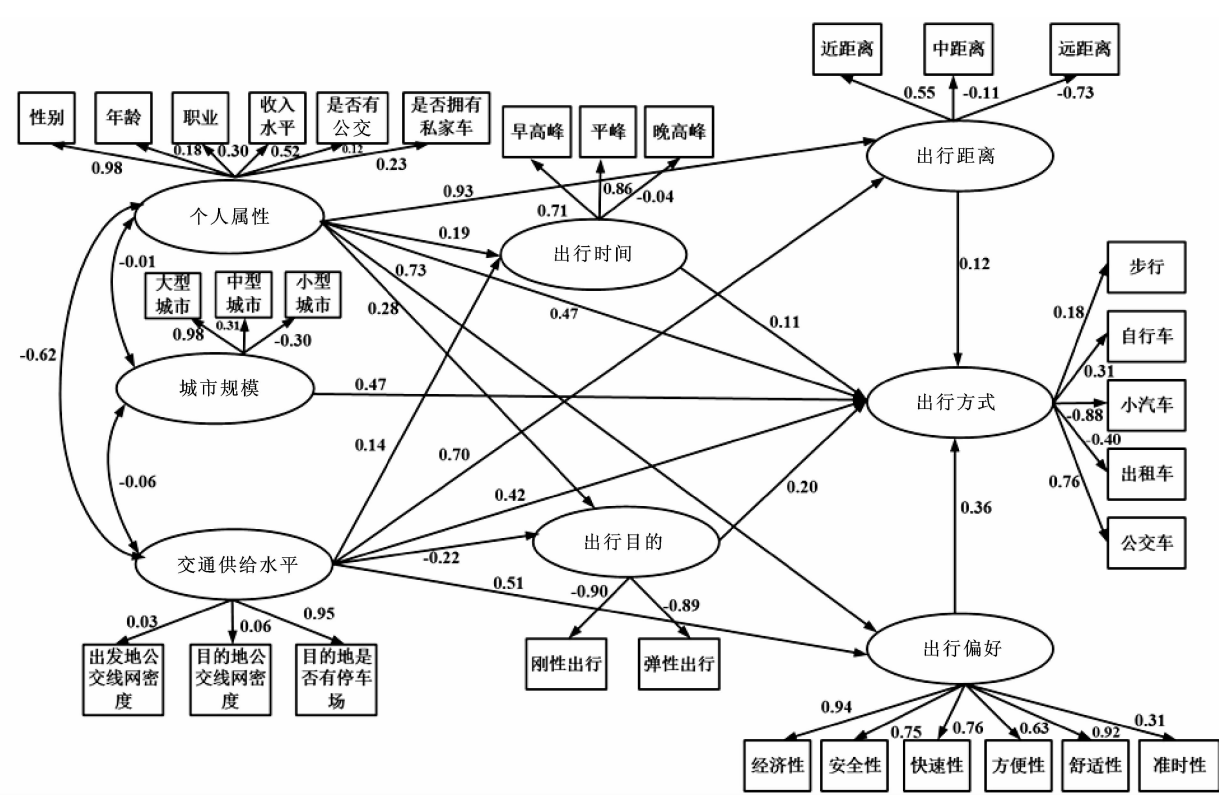 近距离
中距离
远距离
0.55
-0.11
-0.73
性别
年龄
职业
收入
水平
是否有
公交
是否拥有
私家车
早高峰
平峰
晚高峰
0.98
0.18
0.30
0.52
0.12
0.23
出行距离
0.93
0.71
0.86
-0.04
个人属性
0.19
出行时间
-0.01
0.73
0.12
步行
大型
城市
中型
城市
小型
城市
0.28
0.47
0.11
0.18
自行车
0.98
0.31
-0.30
-0.62
0.31
城市规模
0.47
出行方式
小汽车
-0.88
0.14
0.70
-0.40
出租车
-0.06
0.42
0.20
0.76
0.36
公交车
交通供给水平
-0.22
出行目的
0.51
-0.90
-0.89
0.03
0.06
0.95
出发地公
交线网密
度
目的地公
交线网密
度
目的地是
否有停车
场
刚性出行
弹性出行
出行偏好
0.94
0.75
0.76
0.63
0.92
0.31
经济性
安全性
快速性
方便性
舒适性
准时性